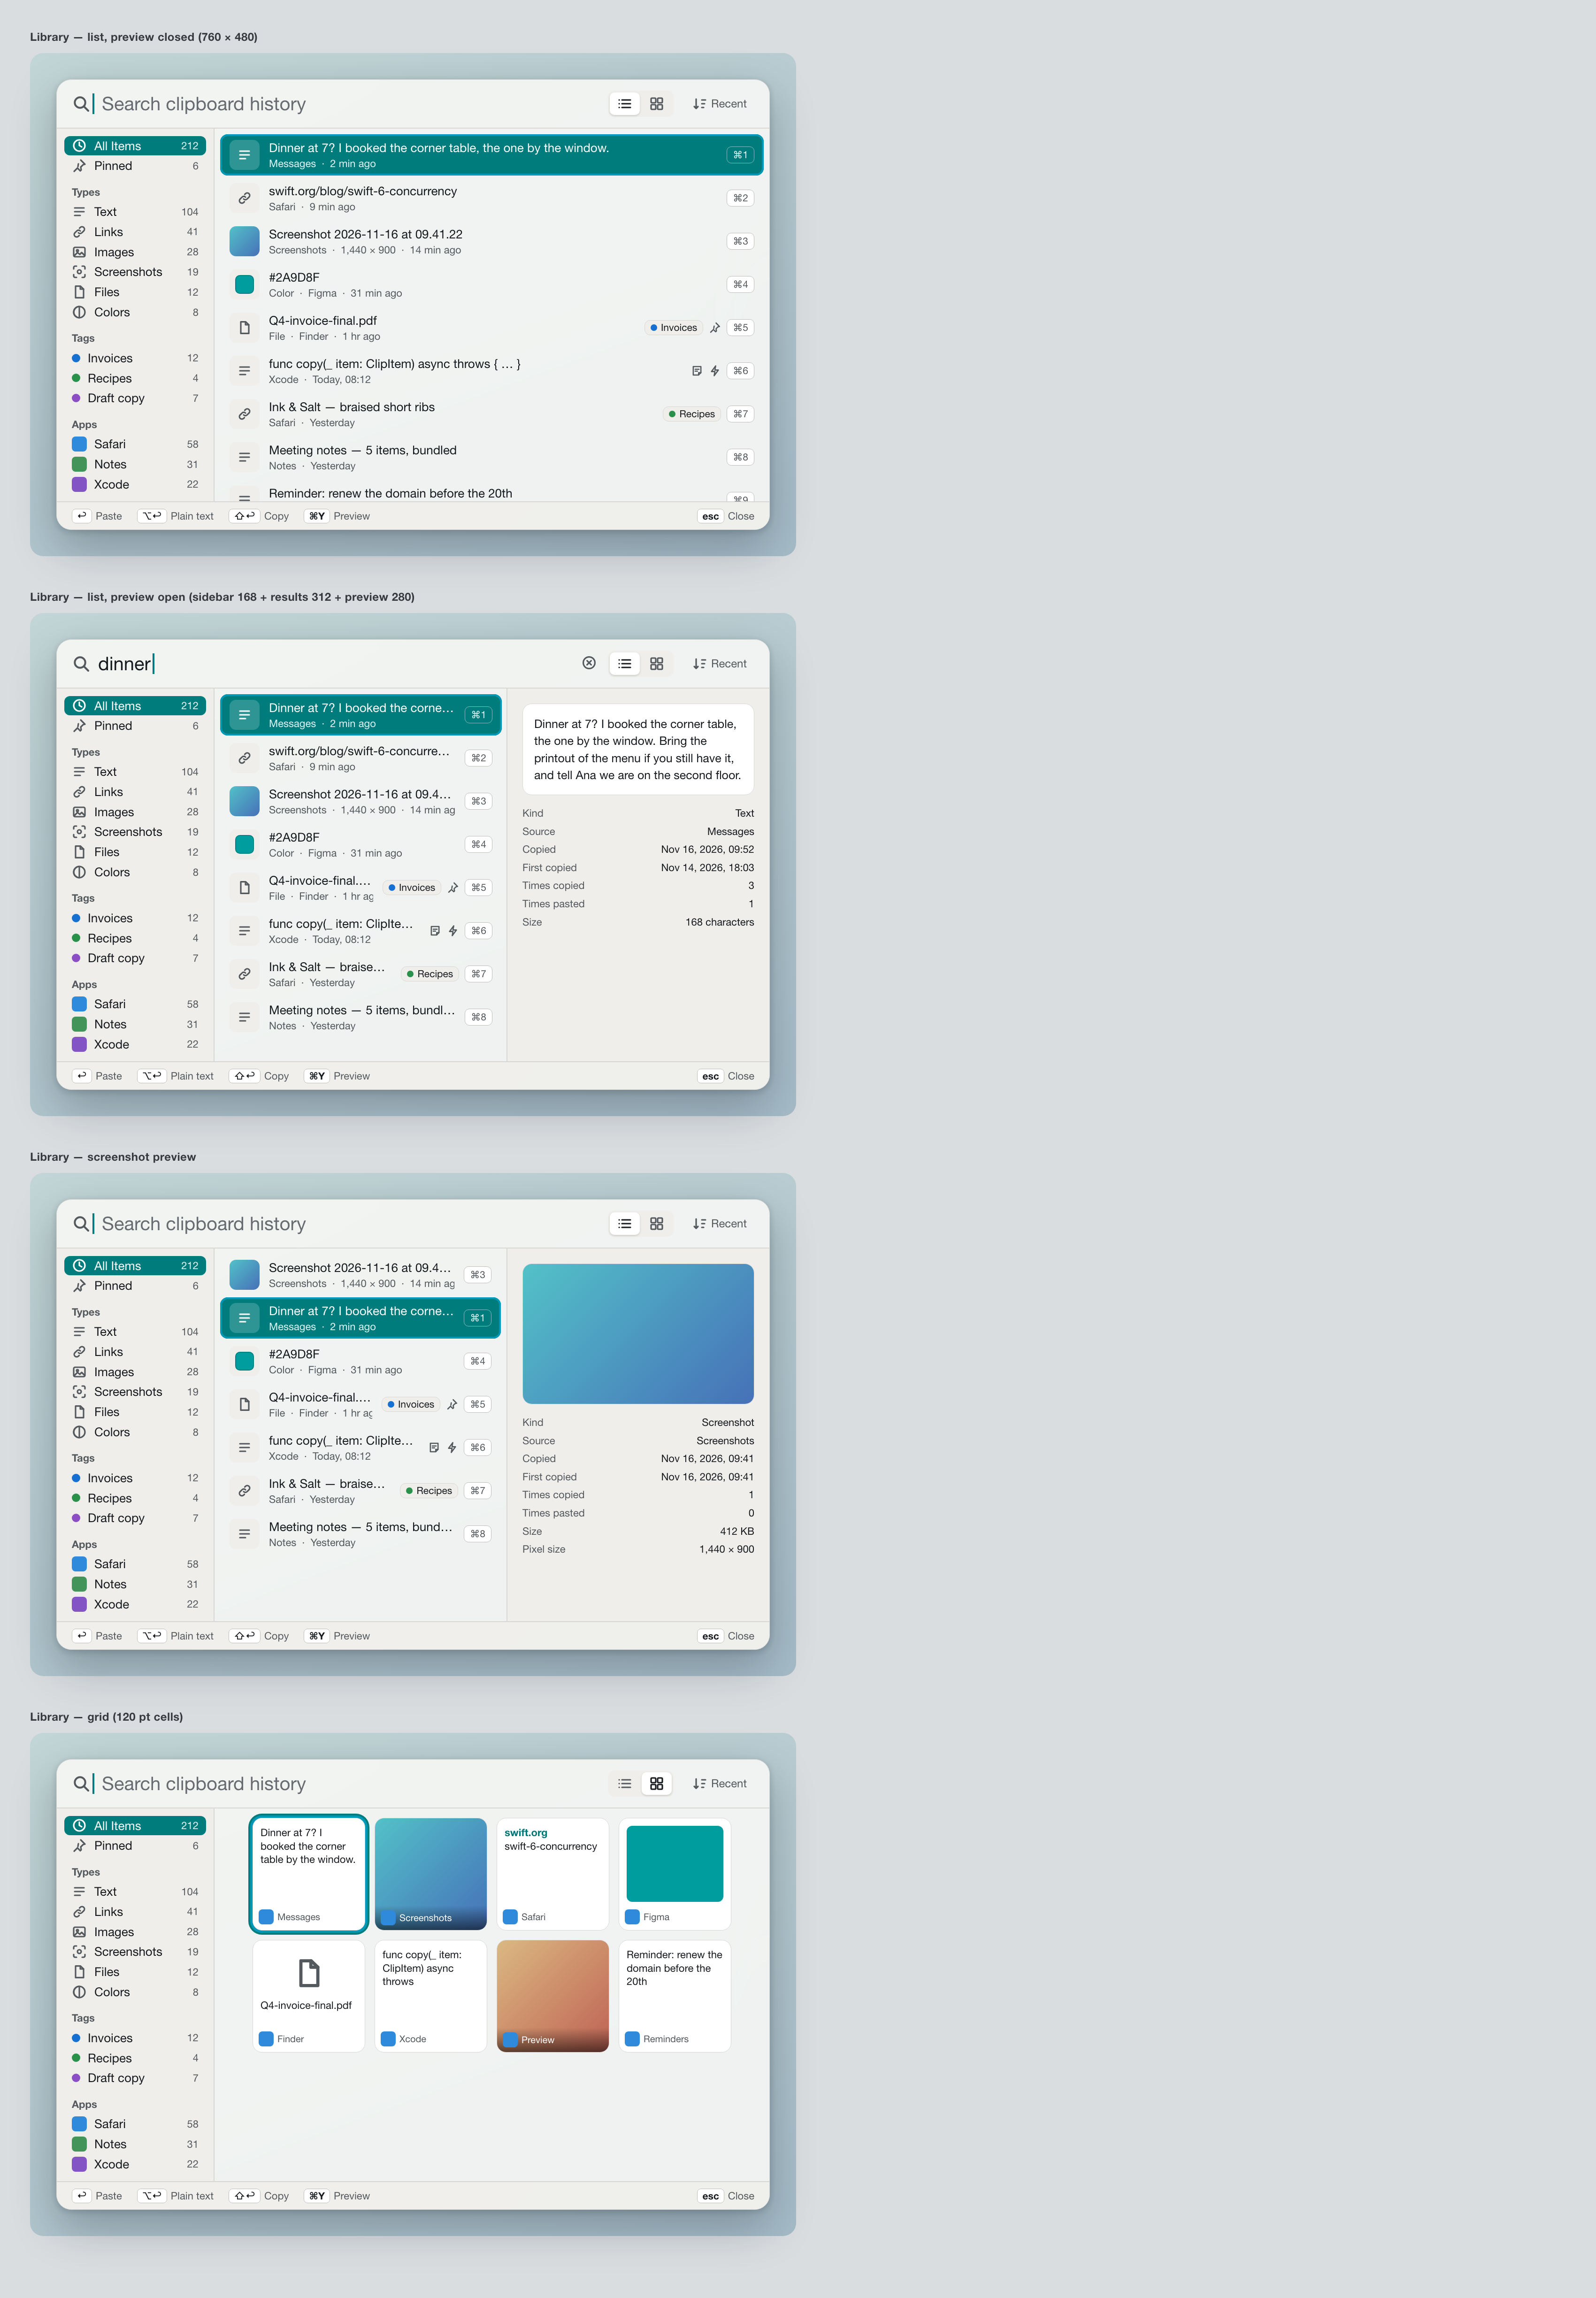 Library — list, preview closed (760 × 480)
Search clipboard history
Recent
All Items 212
Pinned 6
Types
Text 104
Links 41
Images 28
Screenshots 19
Files 12
Colors 8
Tags
Invoices 12
Recipes 4
Draft copy 7
Apps
Safari 58
Notes 31
Xcode 22
Dinner at 7? I booked the corner table, the one by the window.
Messages · 2 min ago
⌘1
swift.org/blog/swift-6-concurrency
Safari · 9 min ago
⌘2
Screenshot 2026-11-16 at 09.41.22
Screenshots · 1,440 × 900 · 14 min ago
⌘3
#2A9D8F
Color · Figma · 31 min ago
⌘4
Q4-invoice-final.pdf
File · Finder · 1 hr ago
Invoices ⌘5
func copy(_ item: ClipItem) async throws { … }
Xcode · Today, 08:12
⌘6
Ink & Salt — braised short ribs
Safari · Yesterday
Recipes ⌘7
Meeting notes — 5 items, bundled
Notes · Yesterday
⌘8
Reminder: renew the domain before the 20th
⌘9
↩ Paste ⌥↩ Plain text ⇧↩ Copy ⌘Y Preview esc Close
Library — list, preview open (sidebar 168 + results 312 + preview 280)
dinner
Recent
All Items 212
Pinned 6
Types
Text 104
Links 41
Images 28
Screenshots 19
Files 12
Colors 8
Tags
Invoices 12
Recipes 4
Draft copy 7
Apps
Safari 58
Notes 31
Xcode 22
Dinner at 7? I booked the corne…
Messages · 2 min ago
⌘1
swift.org/blog/swift-6-concurre…
Safari · 9 min ago
⌘2
Screenshot 2026-11-16 at 09.4…
Screenshots · 1,440 × 900 · 14 min ag
⌘3
#2A9D8F
Color · Figma · 31 min ago
⌘4
Q4-invoice-final.…
File · Finder · 1 hr ag
Invoices ⌘5
func copy(_ item: ClipIte…
Xcode · Today, 08:12
⌘6
Ink & Salt — braise…
Safari · Yesterday
Recipes ⌘7
Meeting notes — 5 items, bundl…
Notes · Yesterday
⌘8
Dinner at 7? I booked the corner table,
the one by the window. Bring the
printout of the menu if you still have it,
and tell Ana we are on the second floor.
Kind Text
Source Messages
Copied Nov 16, 2026, 09:52
First copied Nov 14, 2026, 18:03
Times copied 3
Times pasted 1
Size 168 characters
↩ Paste ⌥↩ Plain text ⇧↩ Copy ⌘Y Preview esc Close
Library — screenshot preview
Search clipboard history
Recent
All Items 212
Pinned 6
Types
Text 104
Links 41
Images 28
Screenshots 19
Files 12
Colors 8
Tags
Invoices 12
Recipes 4
Draft copy 7
Apps
Safari 58
Notes 31
Xcode 22
Screenshot 2026-11-16 at 09.4…
Screenshots · 1,440 × 900 · 14 min ag
⌘3
Dinner at 7? I booked the corne…
Messages · 2 min ago
⌘1
#2A9D8F
Color · Figma · 31 min ago
⌘4
Q4-invoice-final.…
File · Finder · 1 hr ag
Invoices ⌘5
func copy(_ item: ClipIte…
Xcode · Today, 08:12
⌘6
Ink & Salt — braise…
Safari · Yesterday
Recipes ⌘7
Meeting notes — 5 items, bund…
Notes · Yesterday
⌘8
Kind Screenshot
Source Screenshots
Copied Nov 16, 2026, 09:41
First copied Nov 16, 2026, 09:41
Times copied 1
Times pasted 0
Size 412 KB
Pixel size 1,440 × 900
↩ Paste ⌥↩ Plain text ⇧↩ Copy ⌘Y Preview esc Close
Library — grid (120 pt cells)
Search clipboard history
Recent
All Items 212
Pinned 6
Types
Text 104
Links 41
Images 28
Screenshots 19
Files 12
Colors 8
Tags
Invoices 12
Recipes 4
Draft copy 7
Apps
Safari 58
Notes 31
Xcode 22
Dinner at 7? I
booked the corner
table by the window.
Messages
Screenshots
swift.org
swift-6-concurrency
Safari
Figma
Q4-invoice-final.pdf
Finder
func copy(_ item:
ClipItem) async
throws
Xcode
Preview
Reminder: renew the
domain before the
20th
Reminders
↩ Paste ⌥↩ Plain text ⇧↩ Copy ⌘Y Preview esc Close